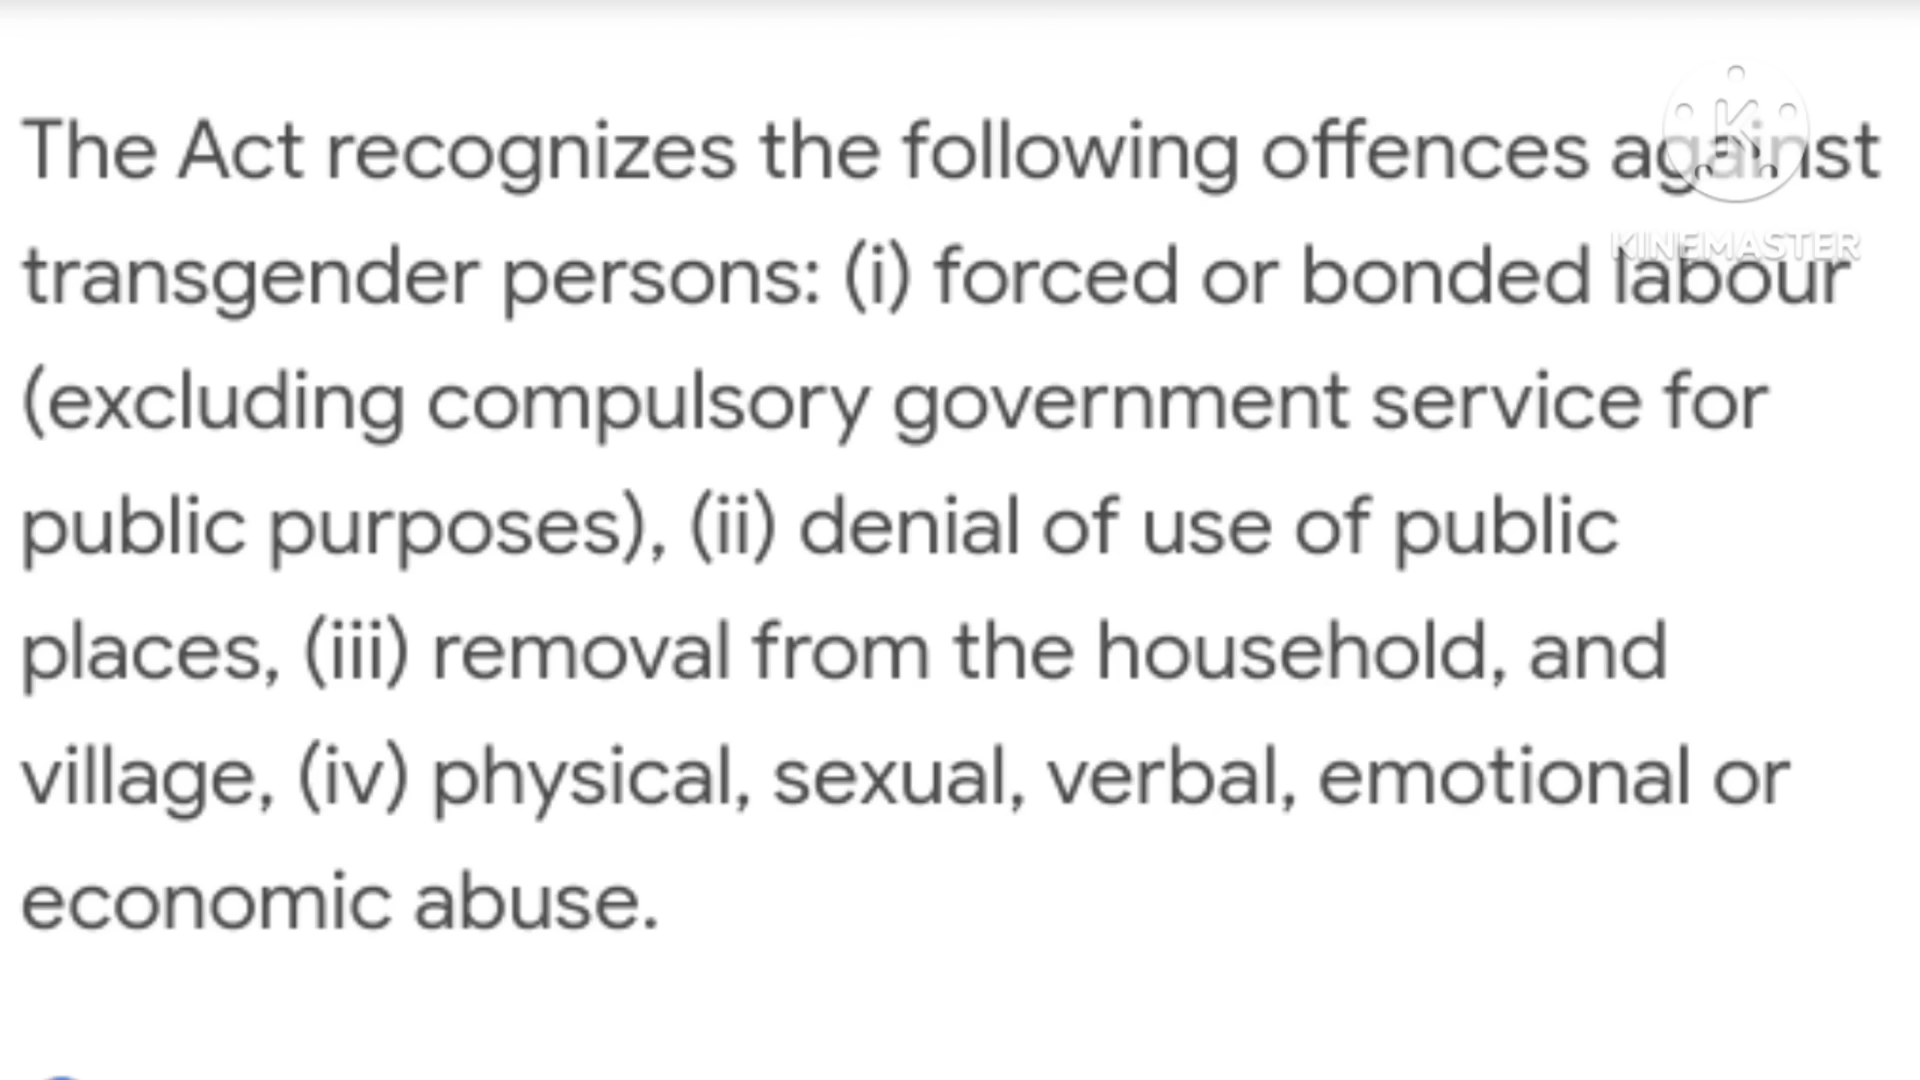 The Act recognizes the following offences against
transgender persons: (i) forced or bonded labour
(excluding compulsory government service for
public purposes), (ii) denial of use of public
places, (iii) removal from the household, and
village, (iv) physical, sexual, verbal, emotional or
economic abuse.
KINEMASTER